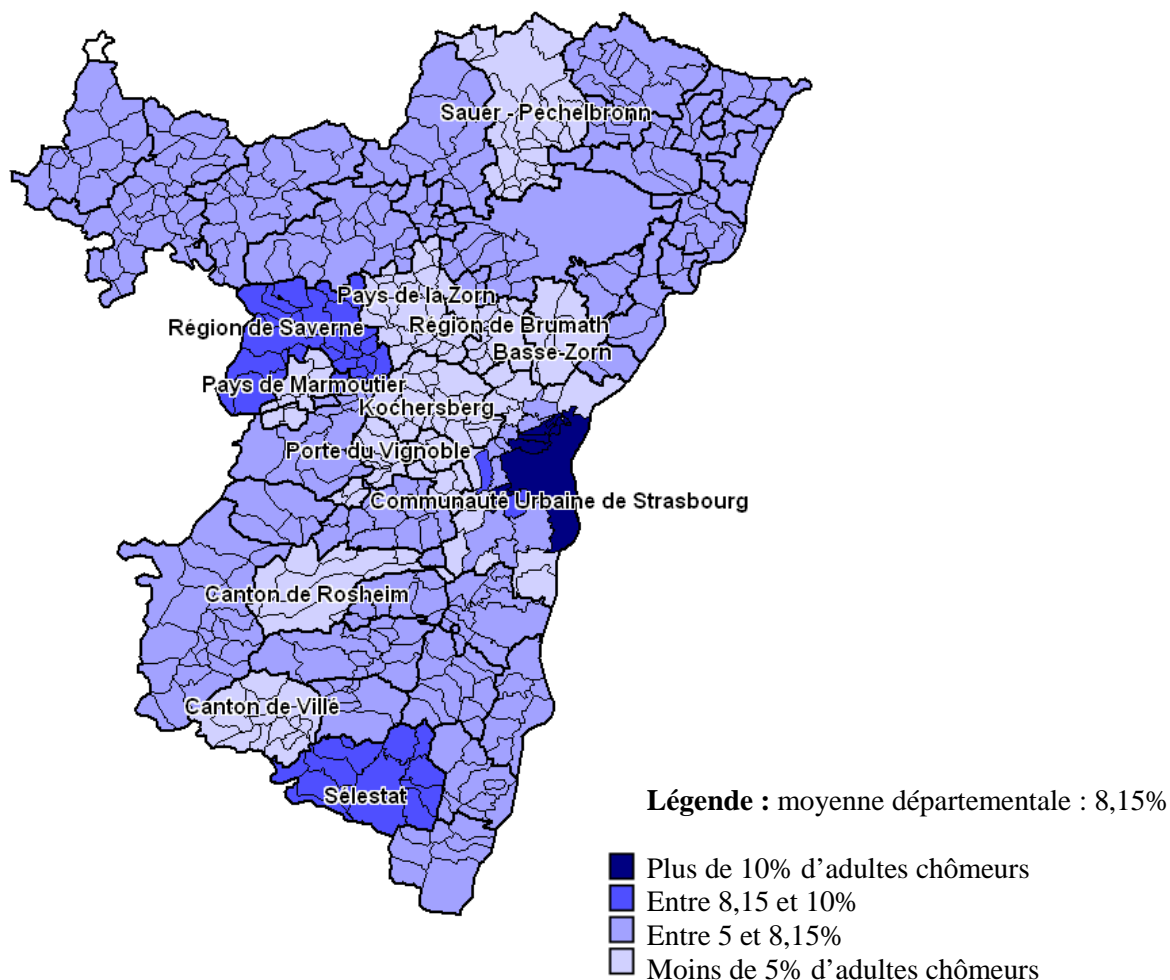 Sauer - Pechelbronn
Pays de la Zorn
Région de Saverne
Région de Brumath
Basse-Zorn
Pays de Marmoutier
Kochersberg
Porte du Vignoble
Communauté Urbaine de Strasbourg
Canton de Rosheim
Canton de Villé
Sélestat
Légende : moyenne départementale : 8,15%
Plus de 10% d’adultes chômeurs
Entre 8,15 et 10%
Entre 5 et 8,15%
Moins de 5% d’adultes chômeurs